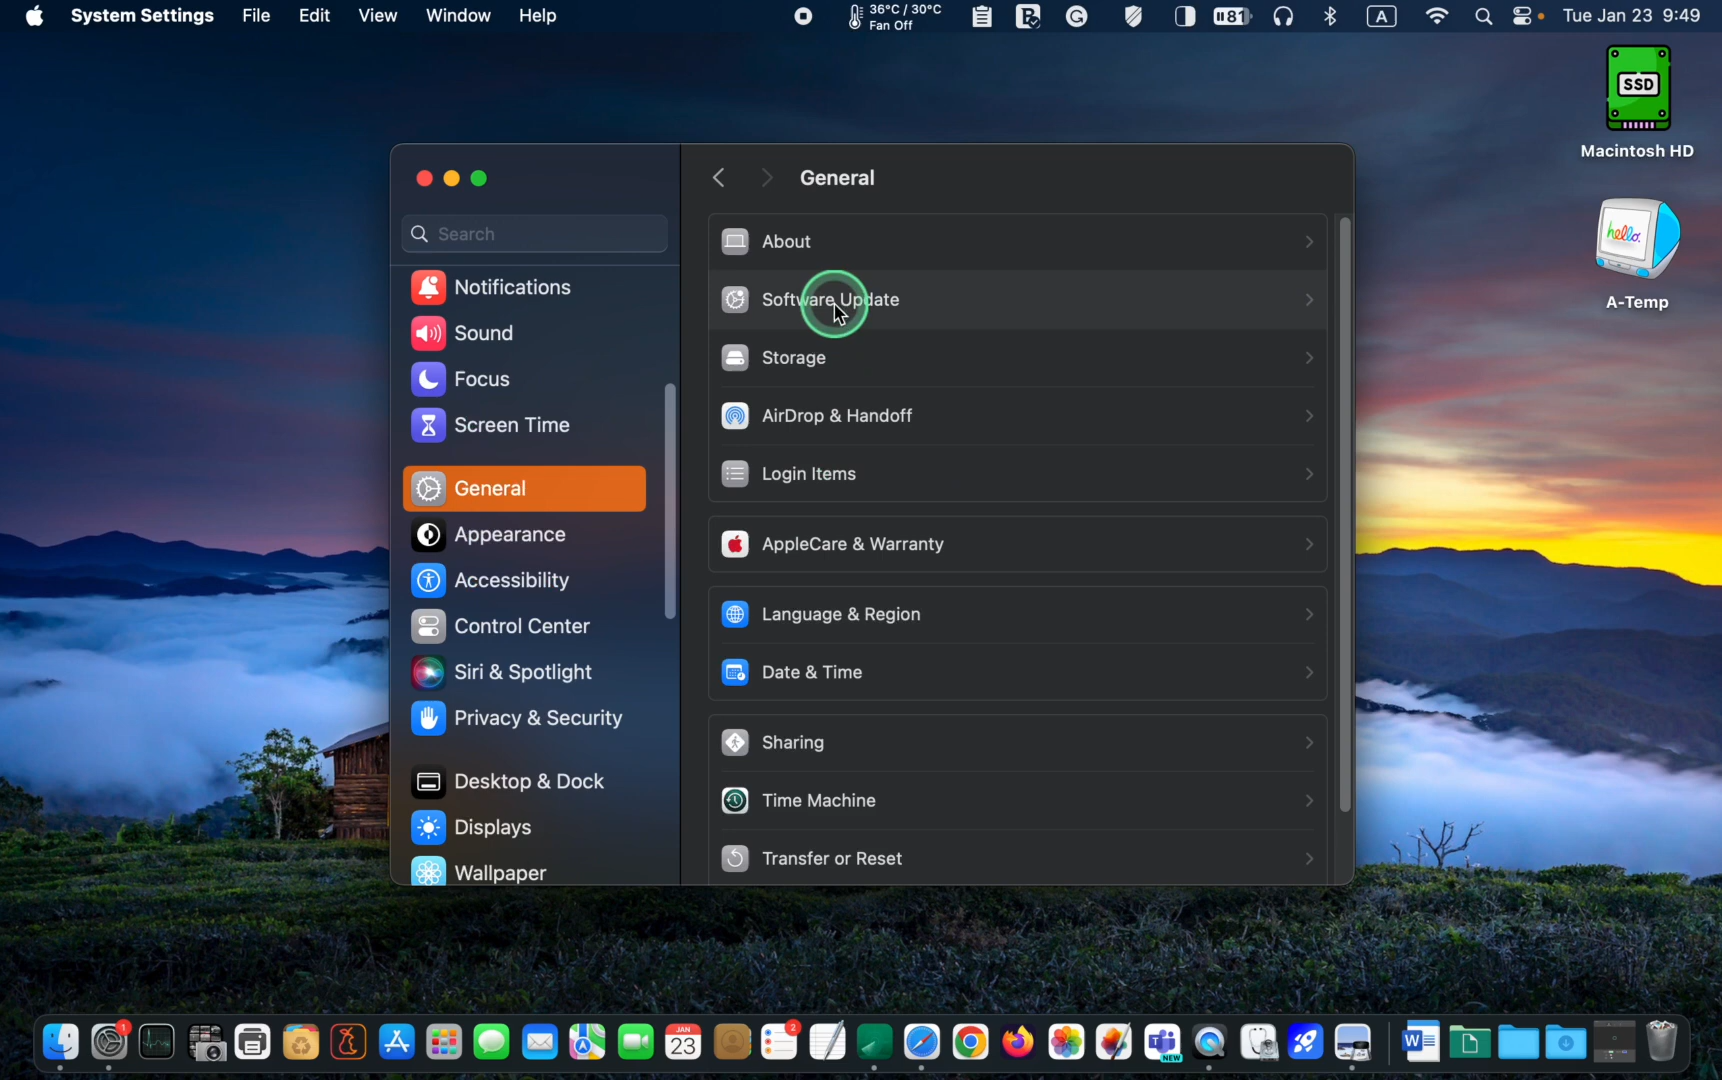 System Settings File Edit View Window Help
36°C / 30°C
Fan Off
81
A
Tue Jan 23 9:49
SSD
Macintosh HD
hello.
A-Temp
Search
Notifications
Sound
Focus
Screen Time
General
Appearance
Accessibility
Control Center
Siri & Spotlight
Privacy & Security
Desktop & Dock
Displays
Wallpaper
General
About
Software Update
Storage
AirDrop & Handoff
Login Items
AppleCare & Warranty
Language & Region
Date & Time
Sharing
Time Machine
Transfer or Reset
1
JAN
23
2
NEW
W